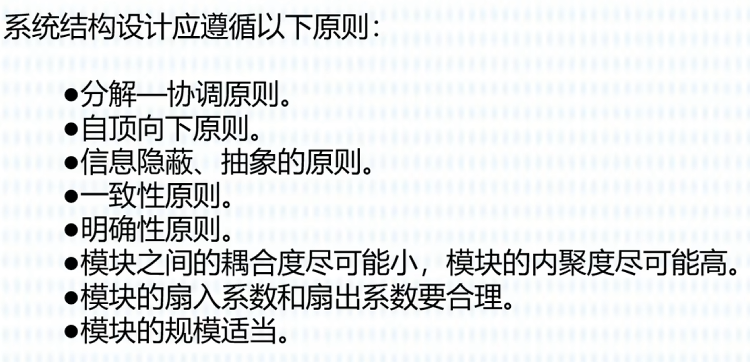 系统结构设计应遵循以下原则：
●分解—协调原则。
●自顶向下原则。
●信息隐蔽、抽象的原则。
●一致性原则。
●明确性原则。
●模块之间的耦合度尽可能小，模块的内聚度尽可能高。
●模块的扇入系数和扇出系数要合理。
●模块的规模适当。